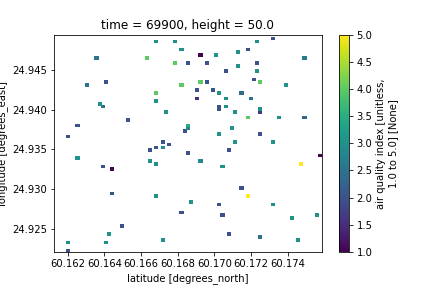 time = 69900, height = 50.0
longitude [degrees_east]
24.945
24.940
24.935
24.930
24.925
60.162 60.164 60.166 60.168 60.170 60.172 60.174
latitude [degrees_north]
5.0
4.5
4.0
3.5
3.0
2.5
2.0
1.5
1.0
air quality index [unitless,
1.0 to 5.0] [None]